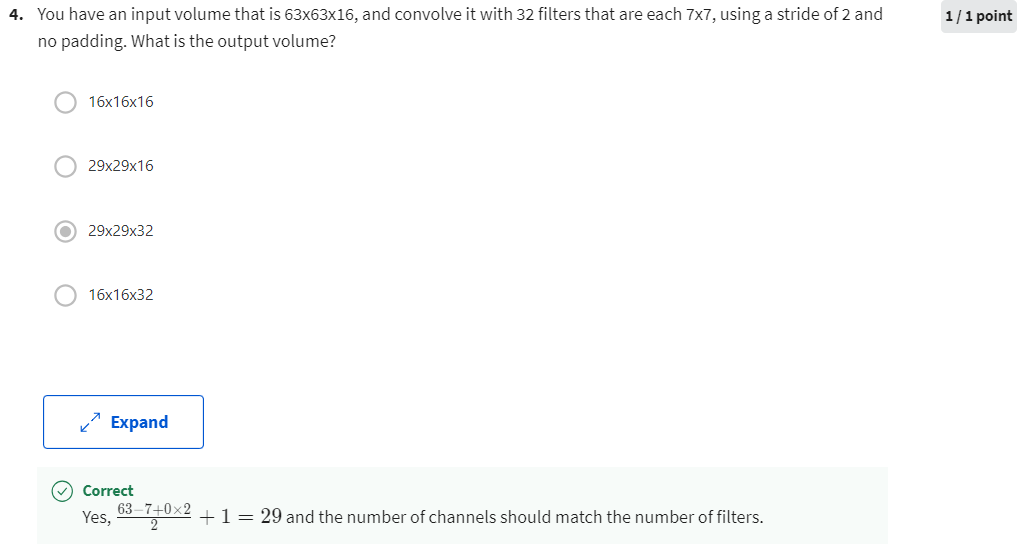 4. You have an input volume that is 63x63x16, and convolve it with 32 filters that are each 7x7, using a stride of 2 and
1 / 1 point
no padding. What is the output volume?
16x16x16
29x29x16
29x29x32
16x16x32
Expand
Correct
Yes, \frac{63-7+0×2}{2} + 1 = 29 and the number of channels should match the number of filters.